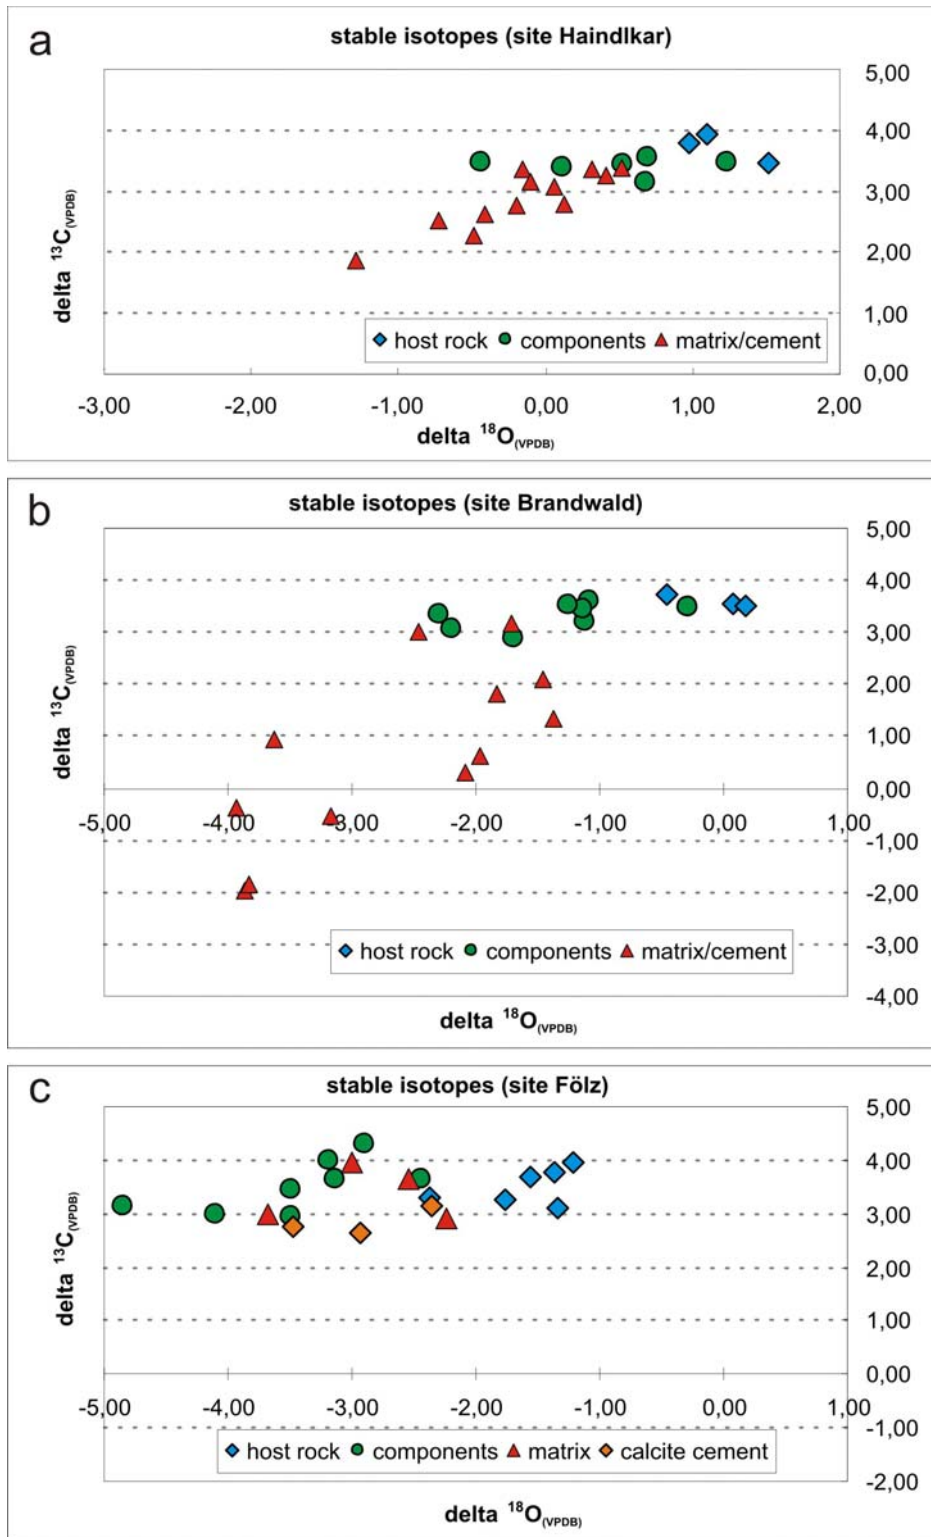 a
stable isotopes (site Haindlkar)
delta ¹³C(VPDB)
5,00
4,00
3,00
2,00
1,00
0,00
-3,00 -2,00 -1,00 0,00 1,00 2,00
host rock components matrix/cement
delta ¹⁸O(VPDB)
b
stable isotopes (site Brandwald)
delta ¹³C(VPDB)
5,00
4,00
3,00
2,00
1,00
0,00
-5,00 -4,00 -3,00 -2,00 -1,00 0,00 1,00
-1,00
-2,00
-3,00
-4,00
host rock components matrix/cement
delta ¹⁸O(VPDB)
c
stable isotopes (site Fölz)
delta ¹³C(VPDB)
5,00
4,00
3,00
2,00
1,00
0,00
-5,00 -4,00 -3,00 -2,00 -1,00 0,00 1,00
-1,00
-2,00
host rock components matrix calcite cement
delta ¹⁸O(VPDB)